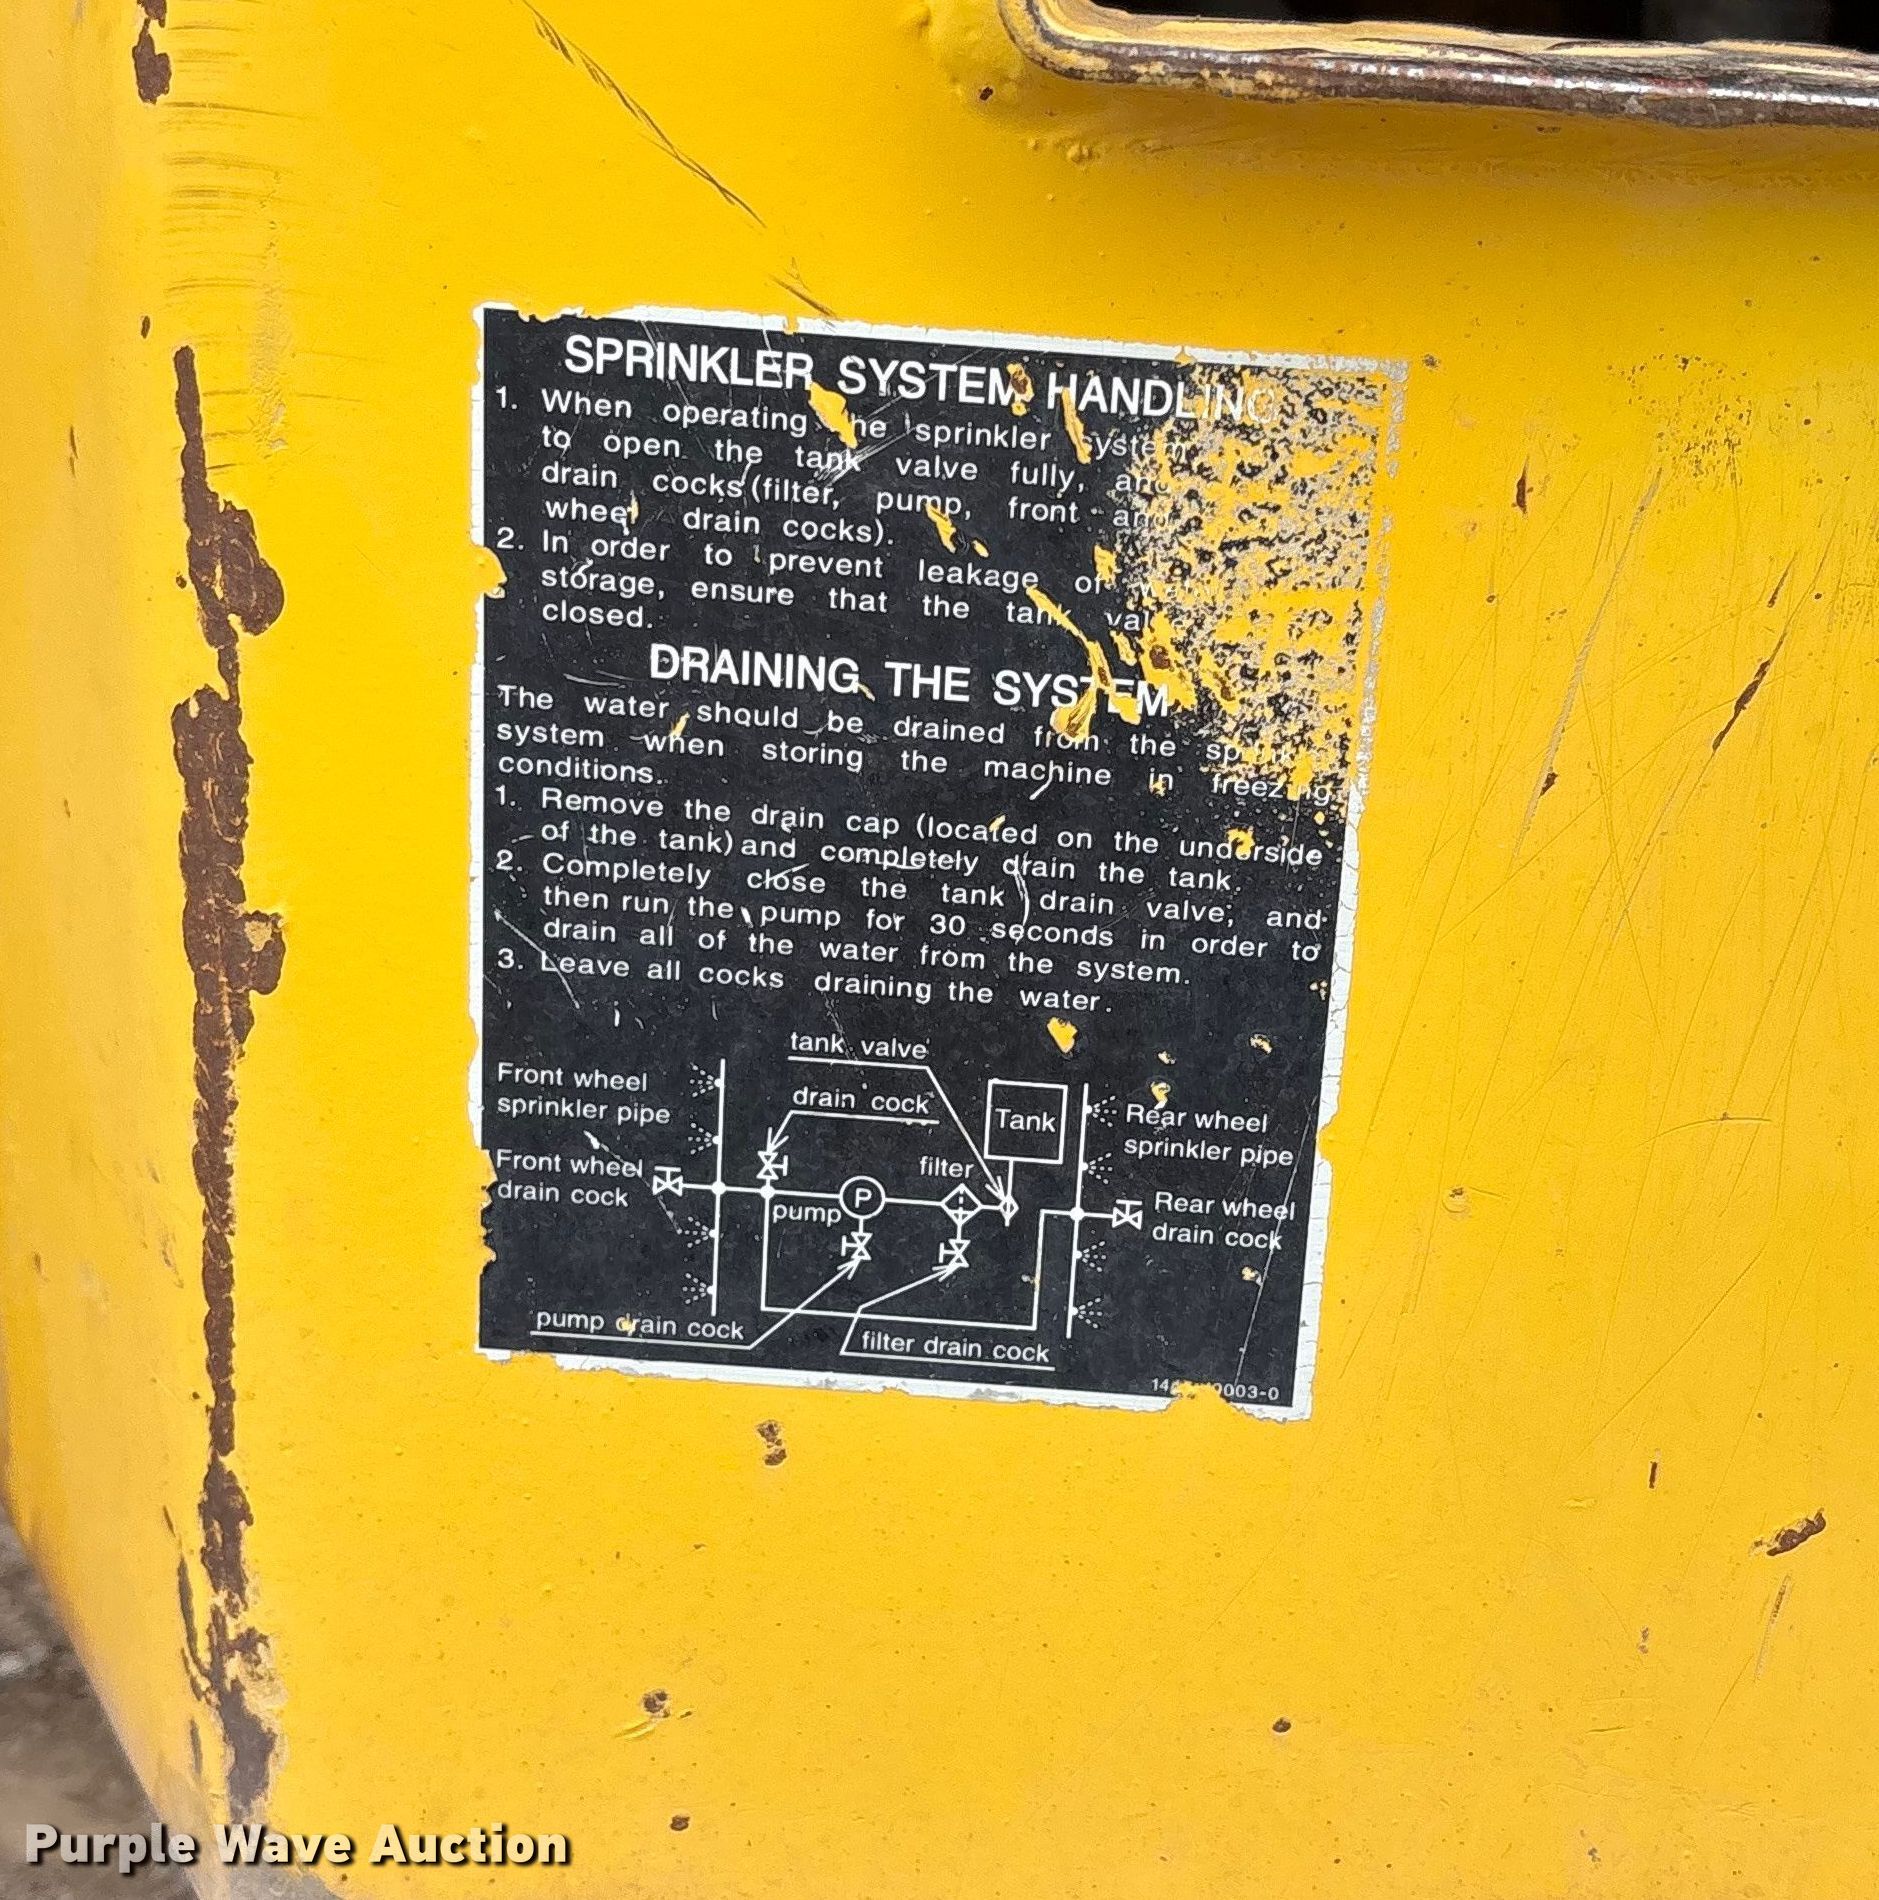 SPRINKLER SYSTEM HANDLING
1. When operating the sprinkler system
to open the tank valve fully, and
drain cocks (filter, pump, front and
wheel drain cocks).
2. In order to prevent leakage of
storage, ensure that the tank
closed.
DRAINING THE SYSTEM
The water should be drained from the
system when storing the machine in freezing
conditions.
1. Remove the drain cap (located on the underside
of the tank) and completely drain the tank.
2. Completely close the tank drain valve, and
then run the pump for 30 seconds in order to
drain all of the water from the system.
3. Leave all cocks draining the water.
tank valve
Front wheel
sprinkler pipe
drain cock
Tank
Rear wheel
sprinkler pipe
Front wheel
drain cock
filter
P
pump
Rear wheel
drain cock
pump drain cock
filter drain cock
Purple Wave Auction